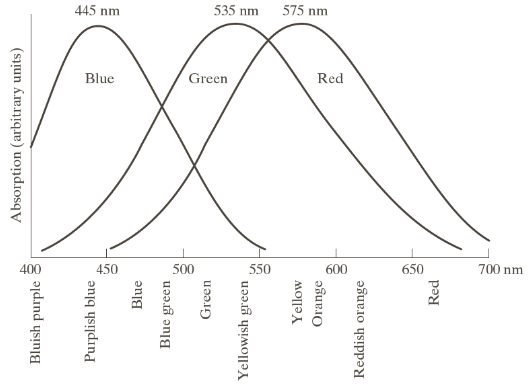 445 nm 535 nm 575 nm
Absorption (arbitrary units)
Blue Green Red
400 450 500 550 600 650 700 nm
Bluish purple
Purplish blue
Blue
Blue green
Green
Yellowish green
Yellow
Orange
Reddish orange
Red